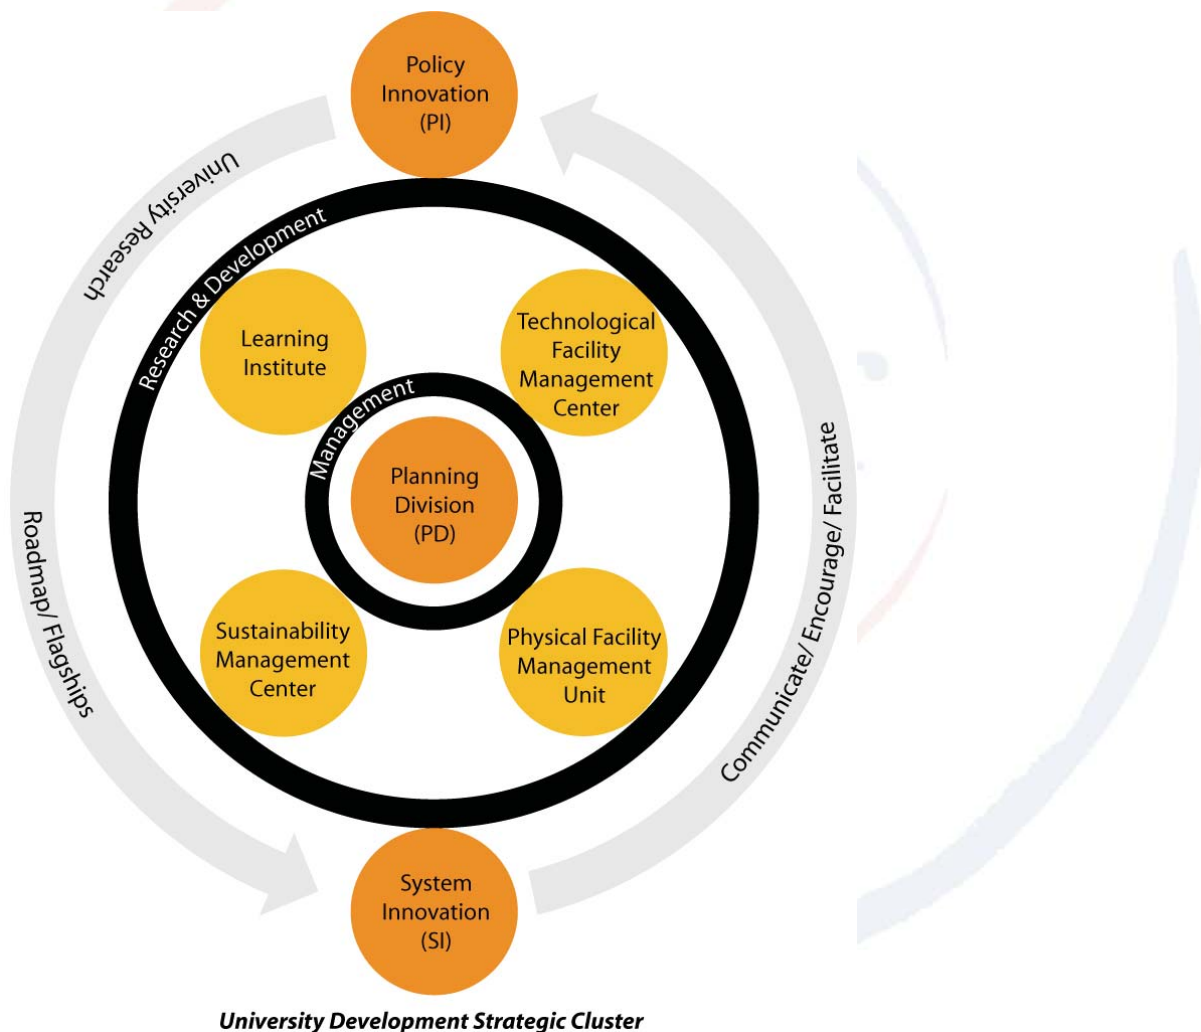 Policy
Innovation
(PI)
University Research
Research & Development
Learning
Institute
Technological
Facility
Management
Center
Management
Planning
Division
(PD)
Roadmap/ Flagships
Communicate/ Encourage/ Facilitate
Sustainability
Management
Center
Physical Facility
Management
Unit
System
Innovation
(SI)
University Development Strategic Cluster